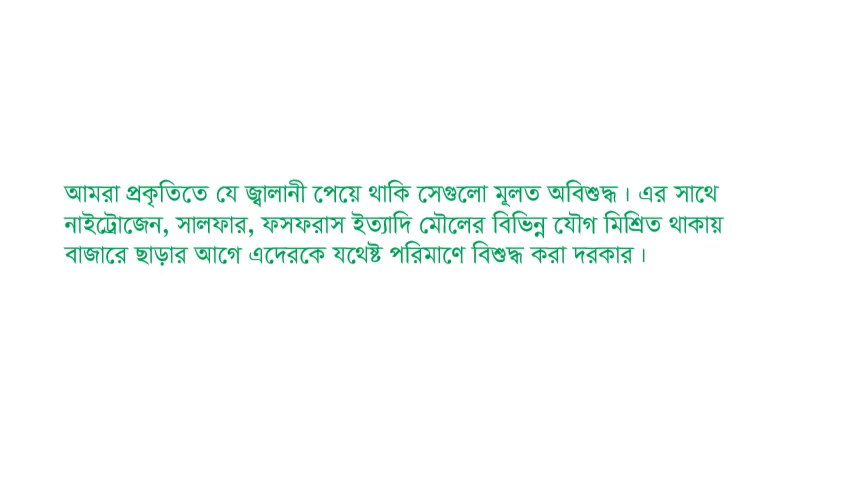 আমরা প্রকৃতিতে যে জ্বালানী পেয়ে থাকি সেগুলো মূলত অবিশুদ্ধ। এর সাথে
নাইট্রোজেন, সালফার, ফসফরাস ইত্যাদি মৌলের বিভিন্ন যৌগ মিশ্রিত থাকায়
বাজারে ছাড়ার আগে এদেরকে যথেষ্ট পরিমাণে বিশুদ্ধ করা দরকার।